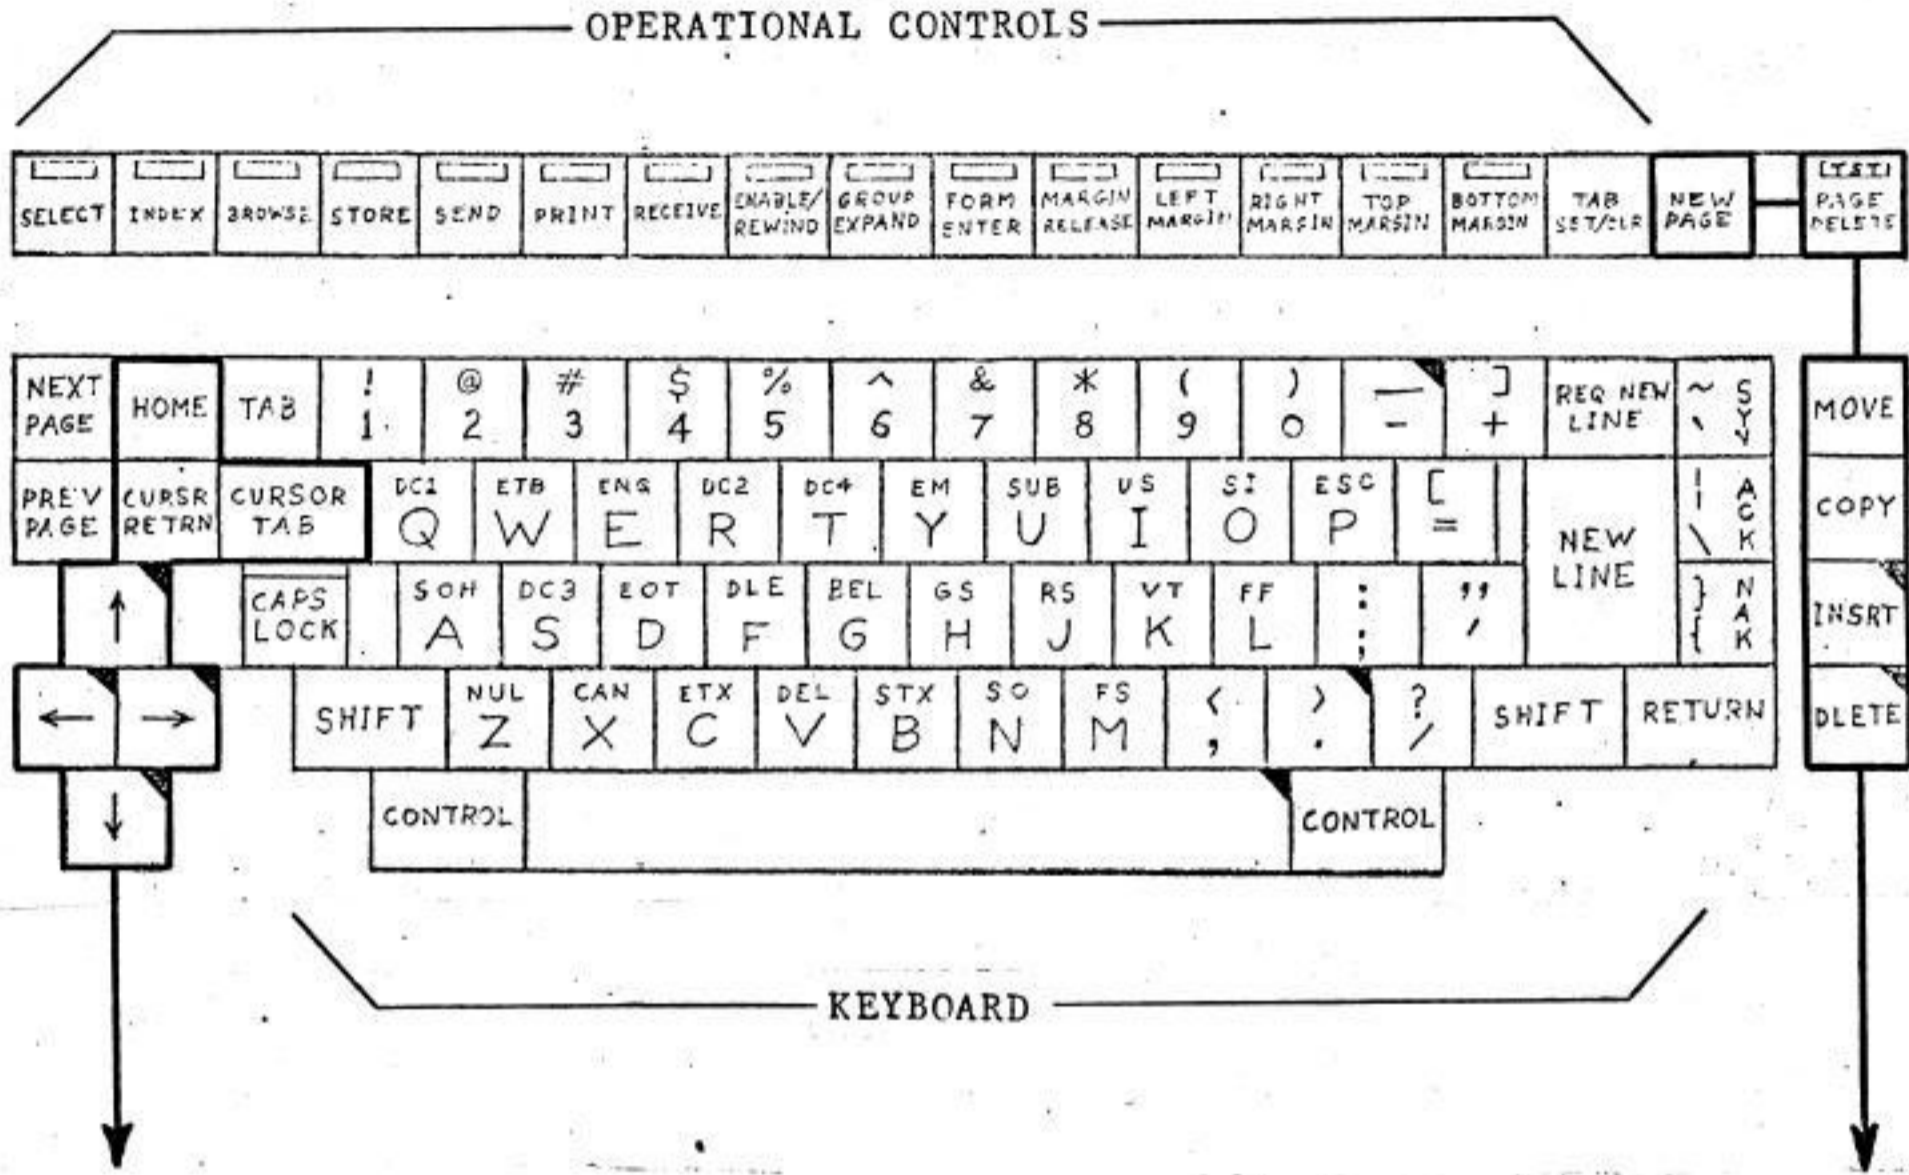 OPERATIONAL CONTROLS
SELECT INDEX BROWSE STORE SEND PRINT RECEIVE ENABLE/ REWIND GROUP EXPAND FORM ENTER MARGIN RELEASE LEFT MARGIN RIGHT MARGIN TOP MARGIN BOTTOM MARGIN TAB SET/CLR NEW PAGE TST PAGE DELETE
NEXT PAGE HOME TAB ! 1 @ 2 # 3 $ 4 % 5 ^ 6 & 7 * 8 ( 9 ) 0 — - ] + REQ NEW LINE ~ ` SYN MOVE
PREV PAGE CURSR RETRN CURSOR TAB DC1 Q ETB W ENQ E DC2 R DC4 T EM Y SUB U US I SI O ESC P [ = NEW LINE | \ ACK COPY
↑ CAPS LOCK SOH A DC3 S EOT D DLE F BEL G GS H RS J VT K FF L : ; " ' } { NAK INSRT
← → SHIFT NUL Z CAN X ETX C DEL V STX B SO N FS M < , > . ? / SHIFT RETURN DLETE
↓ CONTROL CONTROL
KEYBOARD